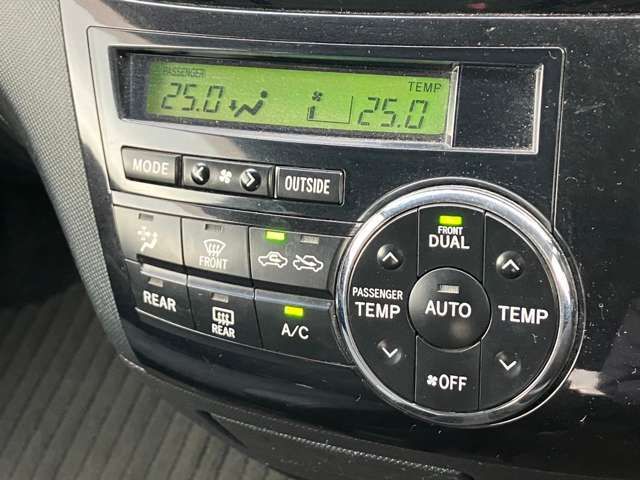 PASSENGER TEMP
25.0 25.0
MODE OUTSIDE
FRONT
REAR REAR A/C
FRONT
DUAL
PASSENGER
TEMP AUTO TEMP
OFF